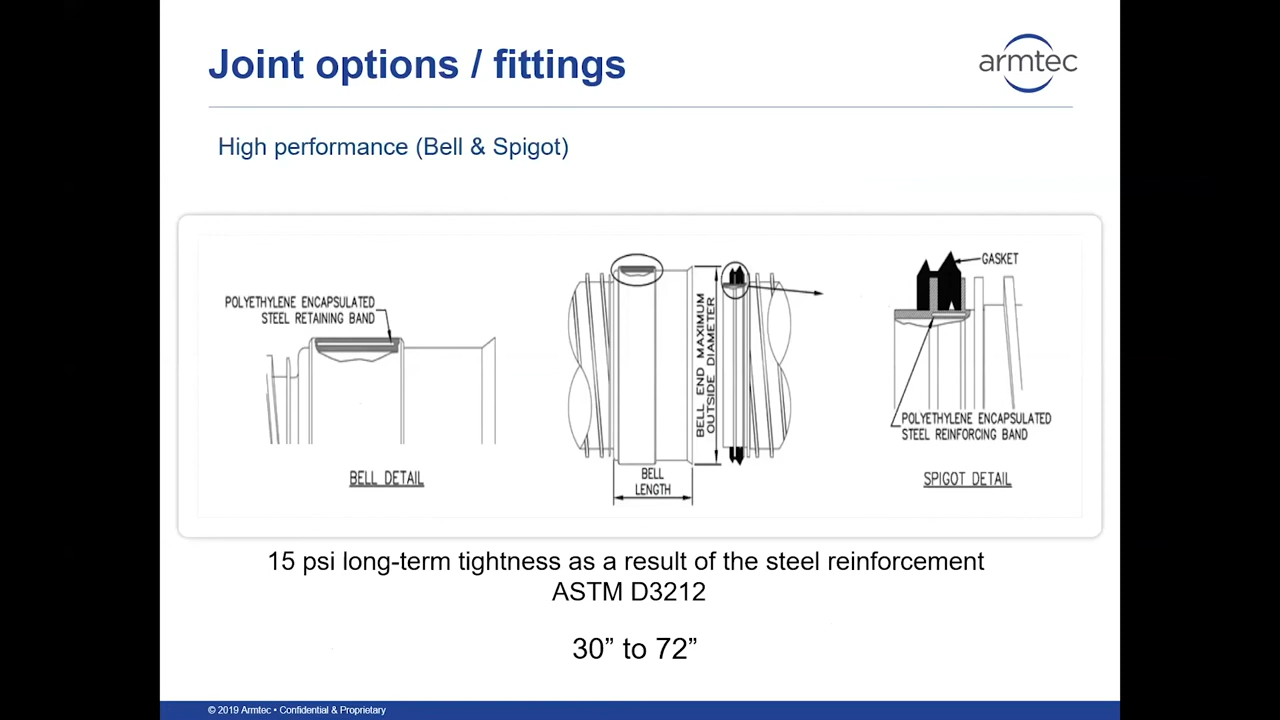 Joint options / fittings
armtec
High performance (Bell & Spigot)
POLYETHYLENE ENCAPSULATED
STEEL RETAINING BAND
BELL DETAIL
BELL END MAXIMUM
OUTSIDE DIAMETER
BELL
LENGTH
GASKET
POLYETHYLENE ENCAPSULATED
STEEL REINFORCING BAND
SPIGOT DETAIL
15 psi long-term tightness as a result of the steel reinforcement
ASTM D3212
30” to 72”
© 2019 Armtec • Confidential & Proprietary